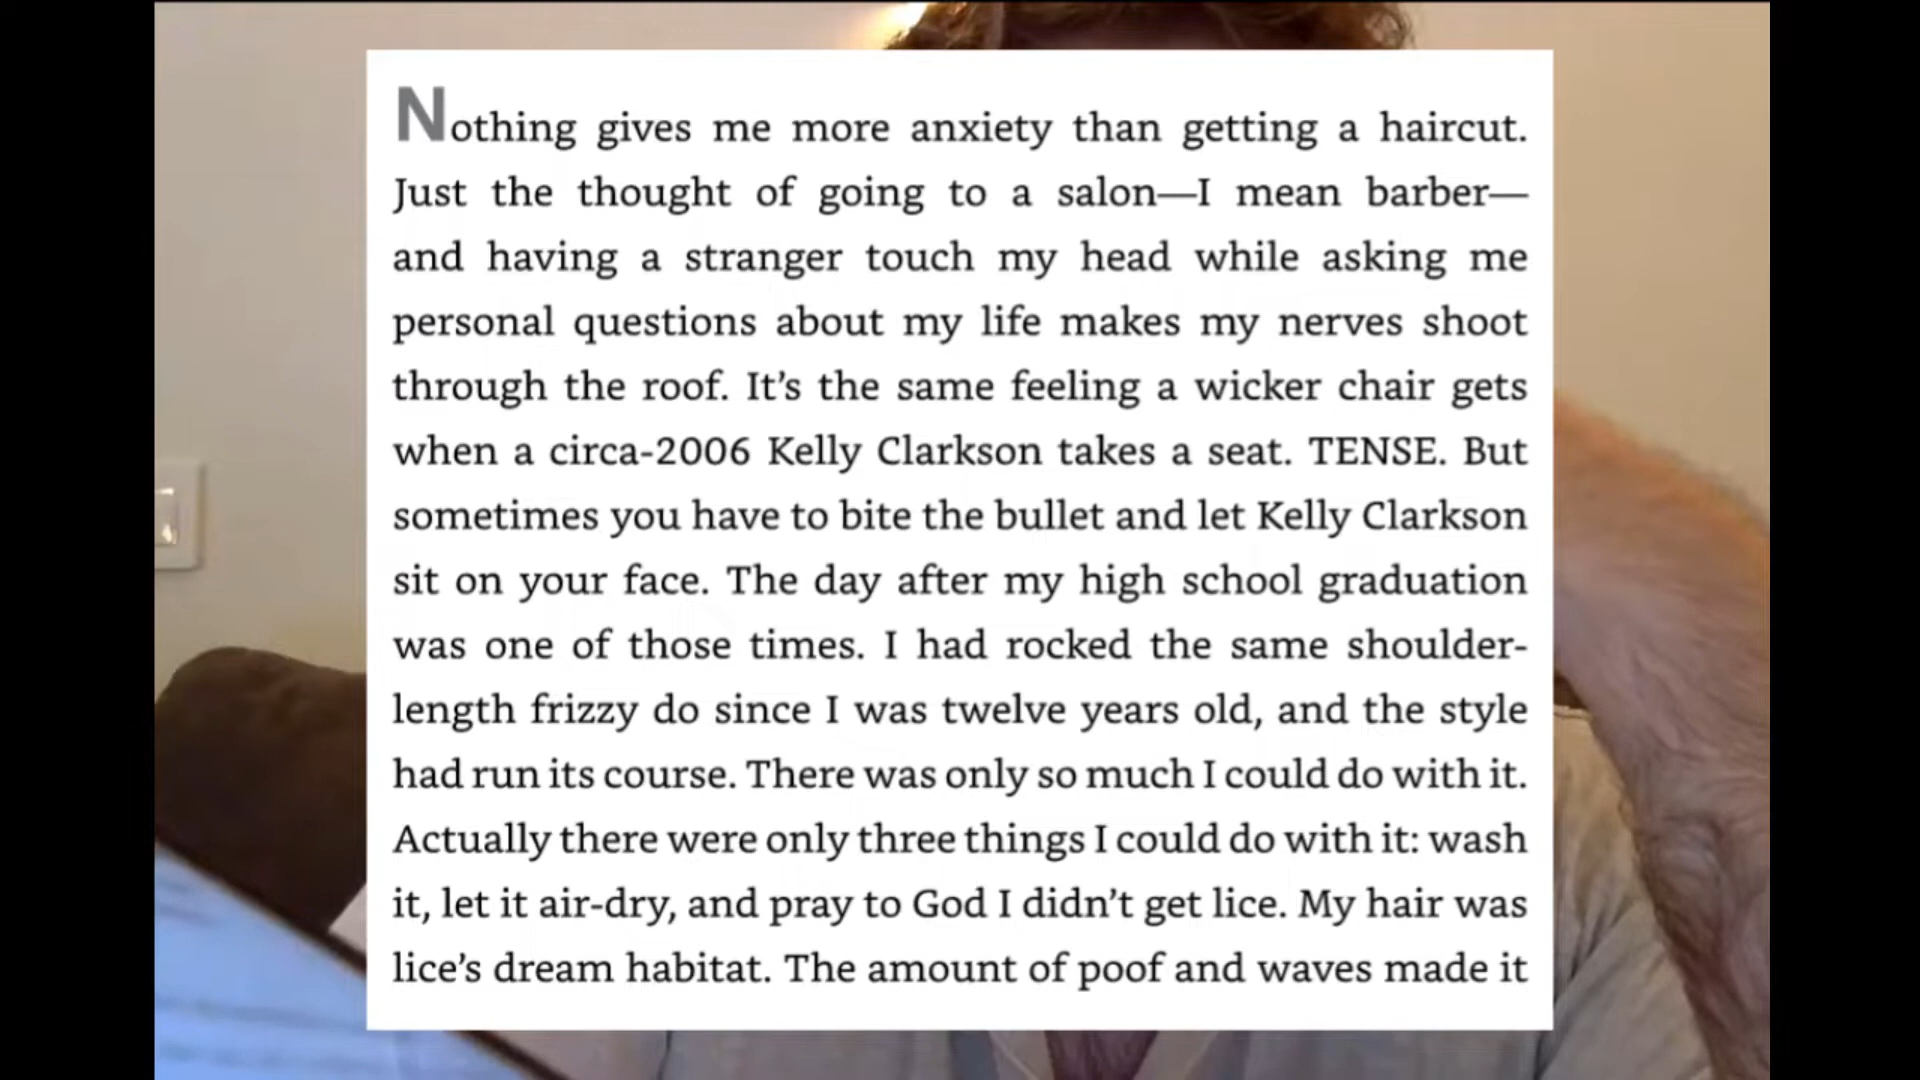 Nothing gives me more anxiety than getting a haircut.
Just the thought of going to a salon—I mean barber—
and having a stranger touch my head while asking me
personal questions about my life makes my nerves shoot
through the roof. It’s the same feeling a wicker chair gets
when a circa-2006 Kelly Clarkson takes a seat. TENSE. But
sometimes you have to bite the bullet and let Kelly Clarkson
sit on your face. The day after my high school graduation
was one of those times. I had rocked the same shoulder-
length frizzy do since I was twelve years old, and the style
had run its course. There was only so much I could do with it.
Actually there were only three things I could do with it: wash
it, let it air-dry, and pray to God I didn’t get lice. My hair was
lice’s dream habitat. The amount of poof and waves made it